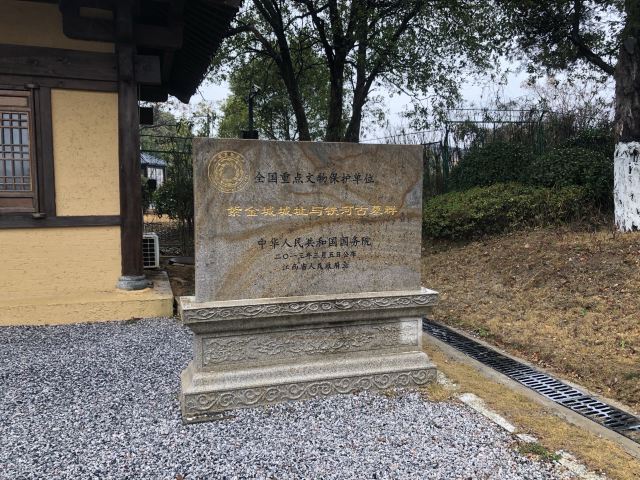 全国重点文物保护单位
紫金城城址与铁河古墓群
中华人民共和国国务院
二〇一三年三月五日公布
江西省人民政府立